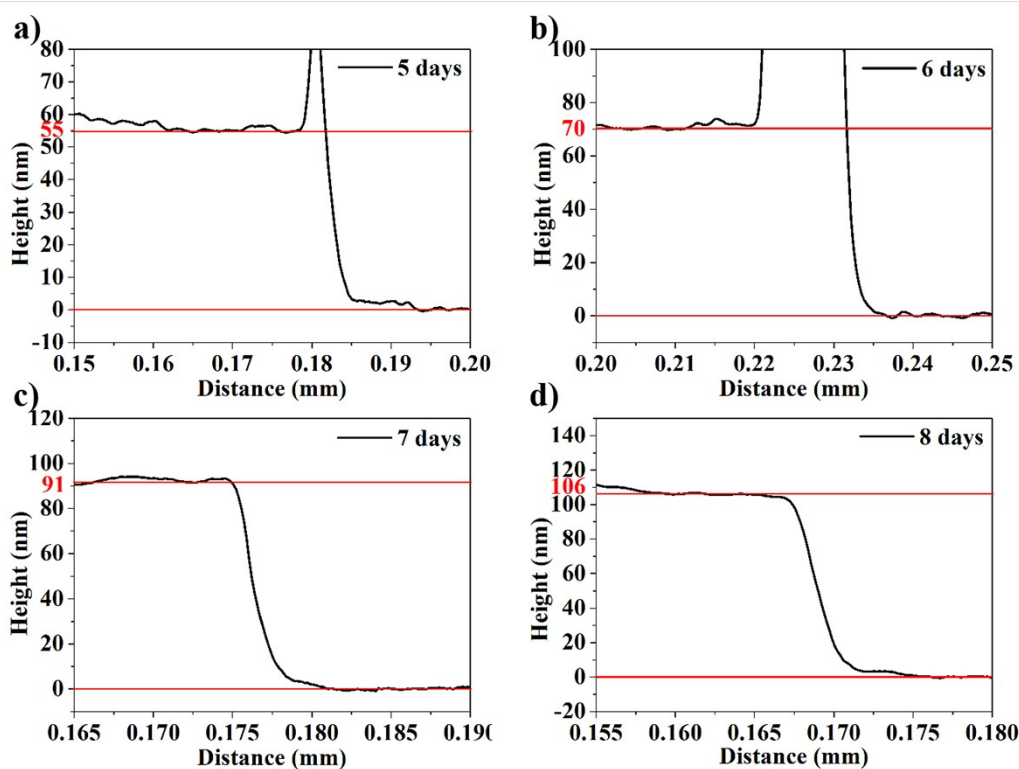 a)
5 days
80
70
60
55
50
40
30
20
10
0
-10
Height (nm)
0.15 0.16 0.17 0.18 0.19 0.20
Distance (mm)
b)
6 days
100
80
70
60
40
20
0
Height (nm)
0.20 0.21 0.22 0.23 0.24 0.25
Distance (mm)
c)
7 days
120
100
91
80
60
40
20
0
Height (nm)
0.165 0.170 0.175 0.180 0.185 0.190
Distance (mm)
d)
8 days
140
120
106
100
80
60
40
20
0
-20
Height (nm)
0.155 0.160 0.165 0.170 0.175 0.180
Distance (mm)